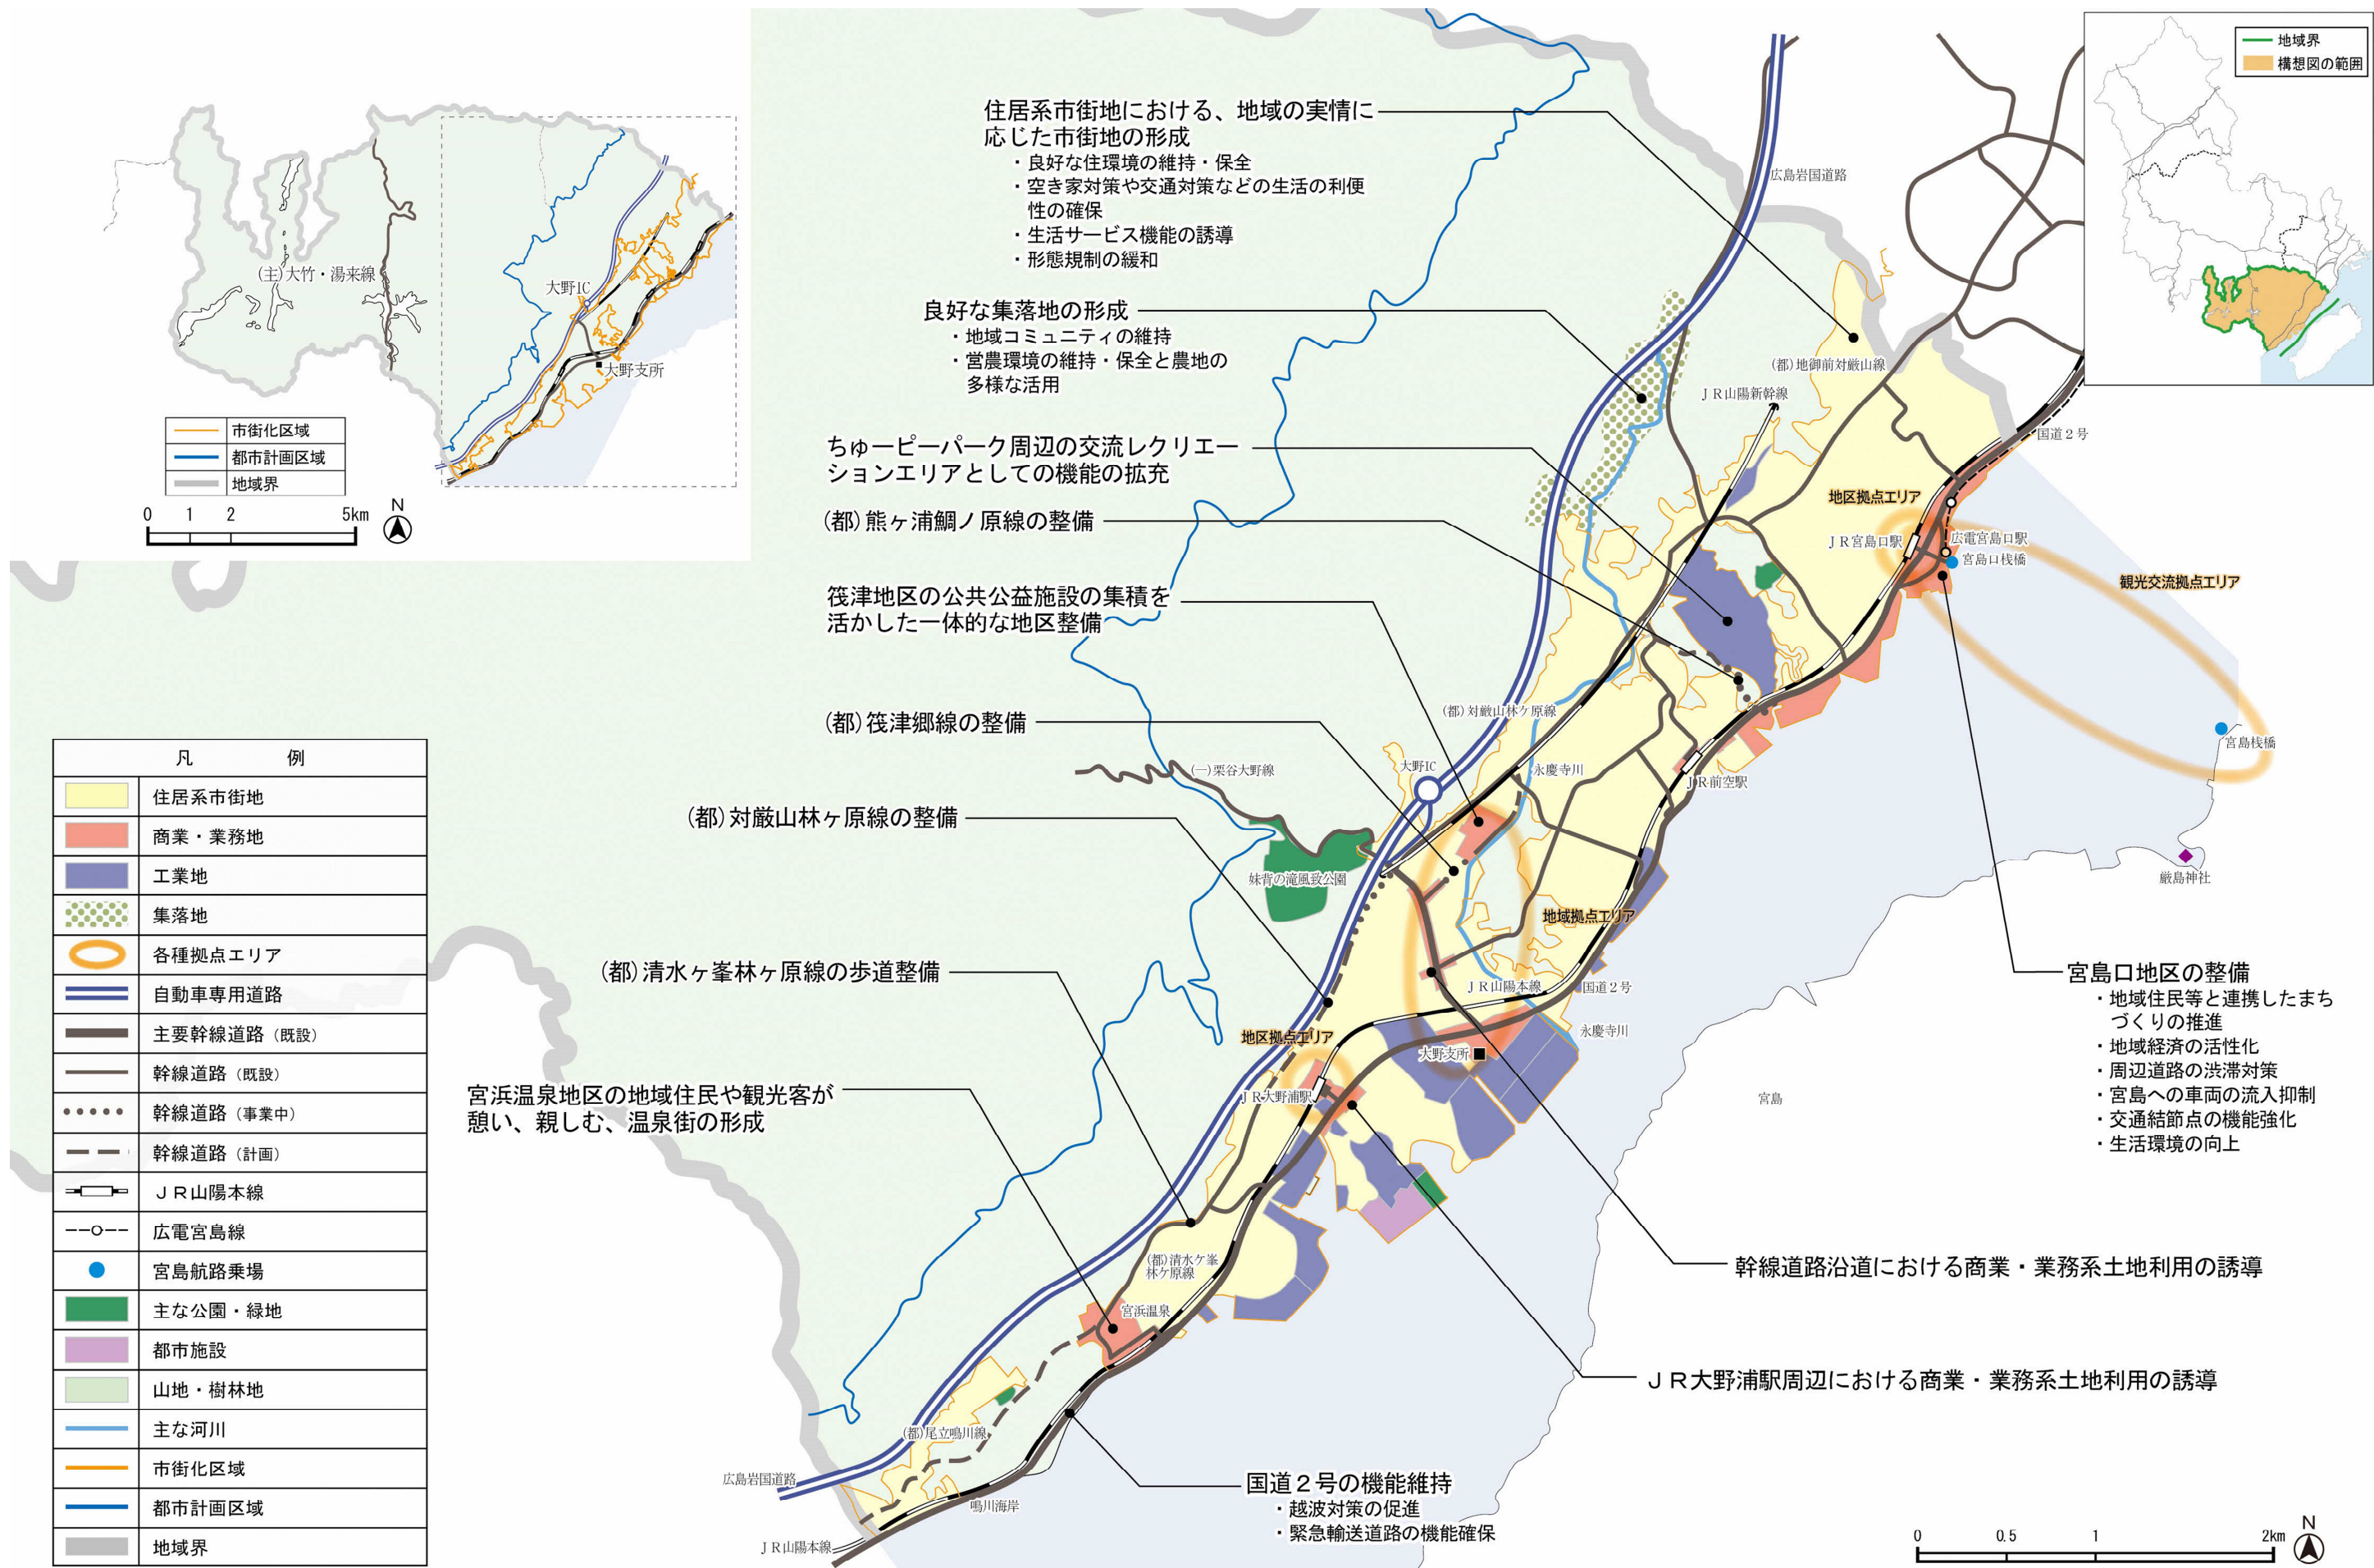 (主)大竹・湯来線
大野IC
大野支所
市街化区域
都市計画区域
地域界
0 1 2 5km
N
地域界
構想図の範囲
住居系市街地における、地域の実情に
応じた市街地の形成
・良好な住環境の維持・保全
・空き家対策や交通対策などの生活の利便
性の確保
・生活サービス機能の誘導
・形態規制の緩和
良好な集落地の形成
・地域コミュニティの維持
・営農環境の維持・保全と農地の
多様な活用
ちゅーピーパーク周辺の交流レクリエー
ションエリアとしての機能の拡充
(都)熊ヶ浦鯛ノ原線の整備
筏津地区の公共公益施設の集積を
活かした一体的な地区整備
(都)筏津郷線の整備
(都)対厳山林ヶ原線の整備
(都)清水ヶ峯林ヶ原線の歩道整備
宮浜温泉地区の地域住民や観光客が
憩い、親しむ、温泉街の形成
広島岩国道路
(都)地御前対厳山線
JR山陽新幹線
国道2号
地区拠点エリア
JR宮島口駅
広電宮島口駅
宮島口桟橋
観光交流拠点エリア
宮島桟橋
厳島神社
(都)対厳山林ケ原線
大野IC
永慶寺川
JR前空駅
(一)栗谷大野線
妹背の滝風致公園
地域拠点エリア
JR山陽本線
国道2号
永慶寺川
大野支所
地区拠点エリア
JR大野浦駅
宮島
(都)清水ケ峯
林ケ原線
宮浜温泉
(都)尾立鳴川線
広島岩国道路
鳴川海岸
JR山陽本線
宮島口地区の整備
・地域住民等と連携したまち
づくりの推進
・地域経済の活性化
・周辺道路の渋滞対策
・宮島への車両の流入抑制
・交通結節点の機能強化
・生活環境の向上
幹線道路沿道における商業・業務系土地利用の誘導
JR大野浦駅周辺における商業・業務系土地利用の誘導
国道2号の機能維持
・越波対策の促進
・緊急輸送道路の機能確保
凡 例
住居系市街地
商業・業務地
工業地
集落地
各種拠点エリア
自動車専用道路
主要幹線道路(既設)
幹線道路(既設)
幹線道路(事業中)
幹線道路(計画)
JR山陽本線
広電宮島線
宮島航路乗場
主な公園・緑地
都市施設
山地・樹林地
主な河川
市街化区域
都市計画区域
地域界
0 0.5 1 2km
N